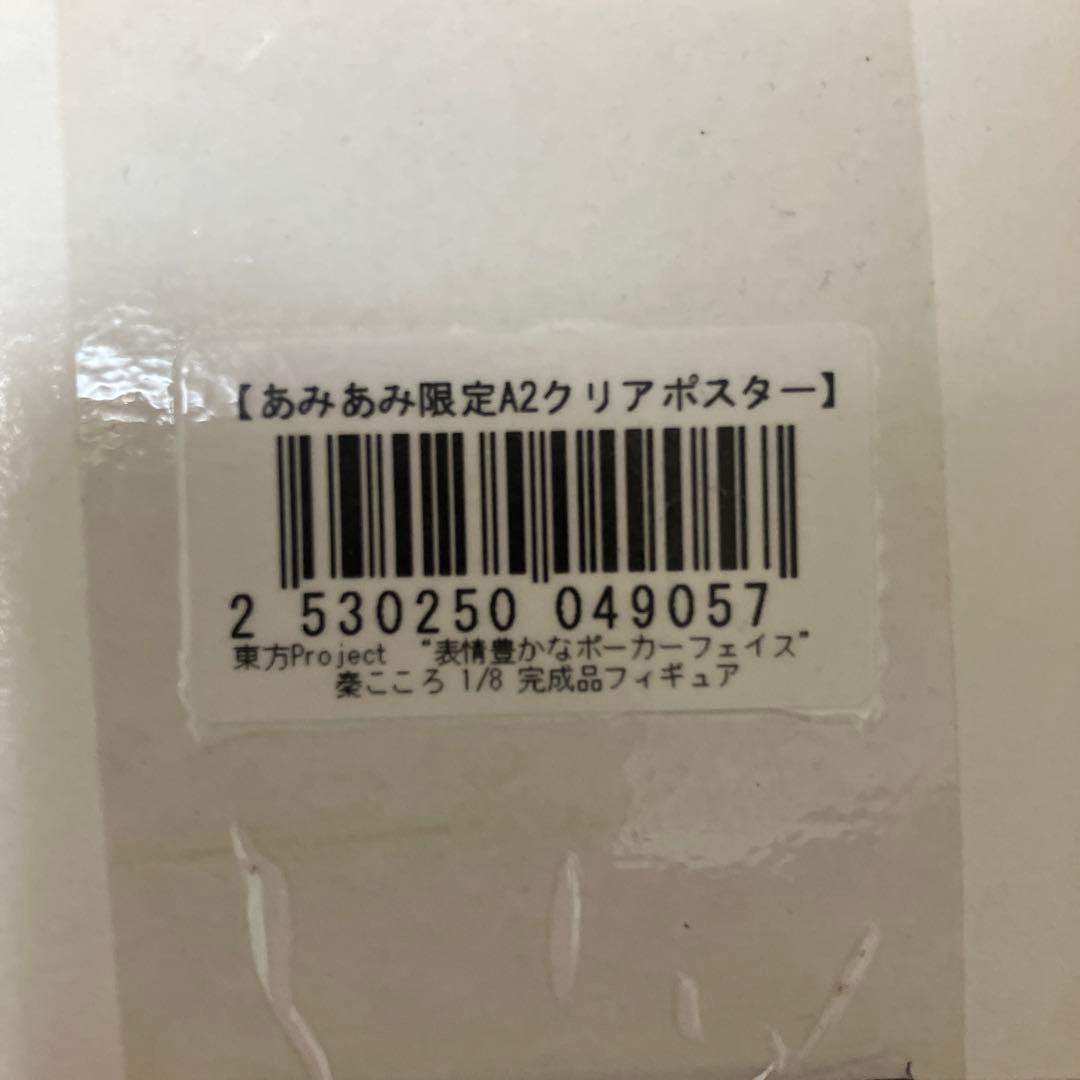 【あみあみ限定A2クリアポスター】
2 530250 049057
東方Project “表情豊かなポーカーフェイス”
秦こころ 1/8 完成品フィギュア